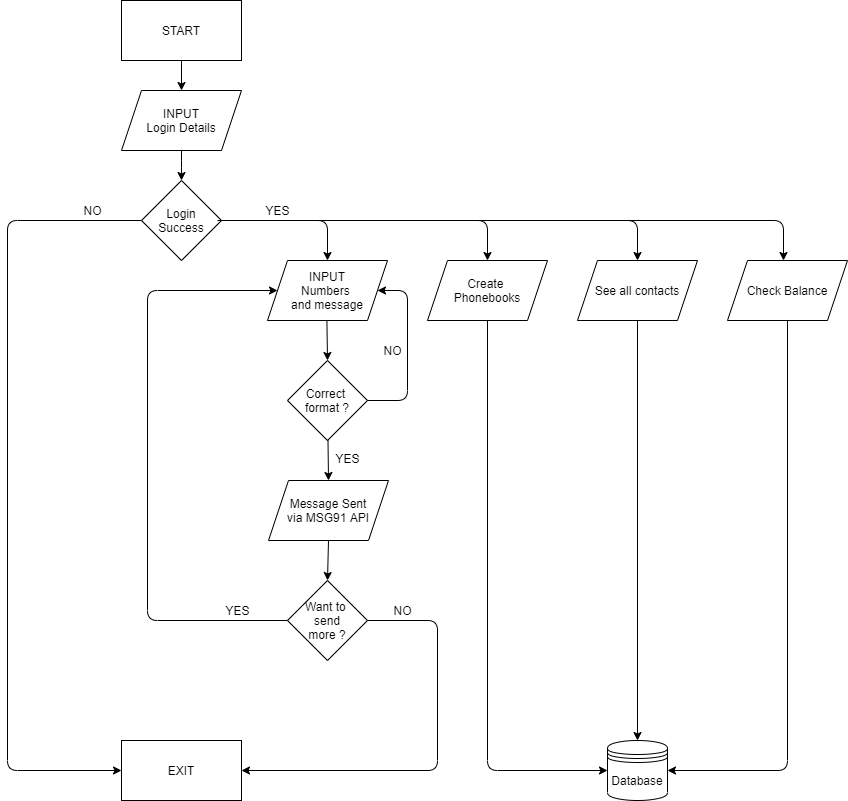 START
INPUT
Login Details
Login
Success
NO
YES
INPUT
Numbers
and message
Create
Phonebooks
See all contacts
Check Balance
NO
Correct
format ?
YES
Message Sent
via MSG91 API
Want to
send
more ?
YES
NO
EXIT
Database